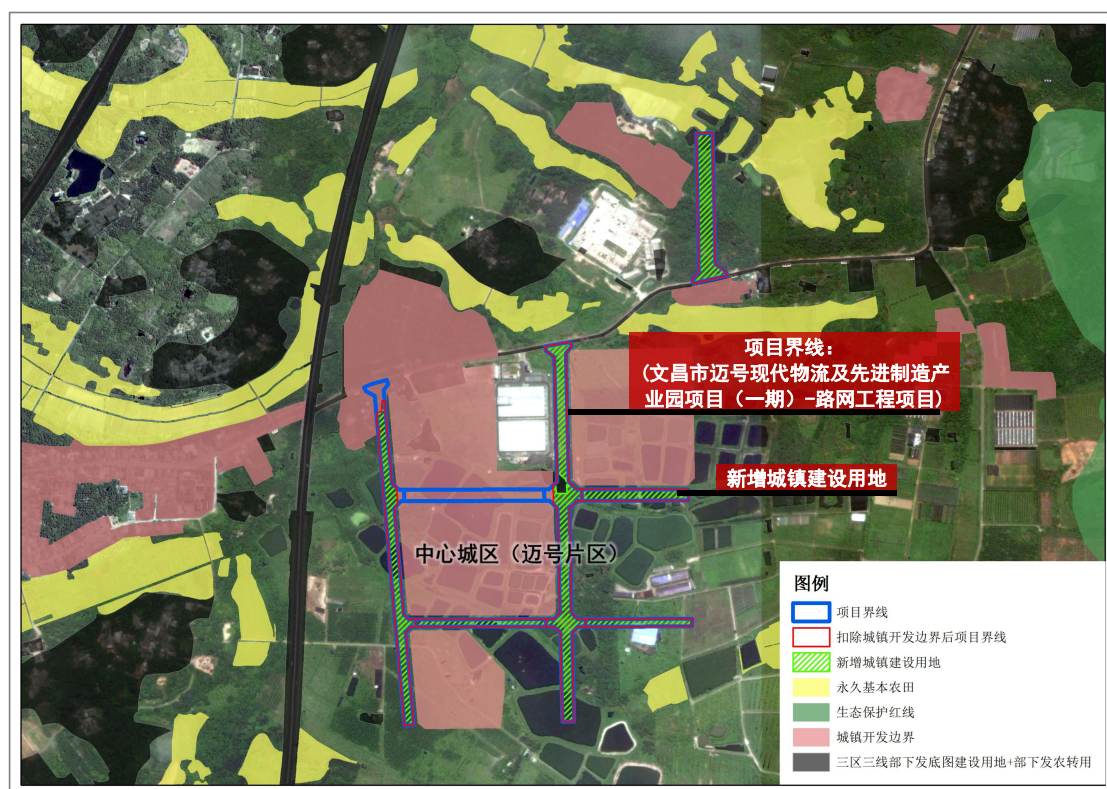 项目界线：
(文昌市迈号现代物流及先进制造产
业园项目（一期）-路网工程项目)
新增城镇建设用地
中心城区（迈号片区）
图例
项目界线
扣除城镇开发边界后项目界线
新增城镇建设用地
永久基本农田
生态保护红线
城镇开发边界
三区三线部下发底图建设用地+部下发农转用